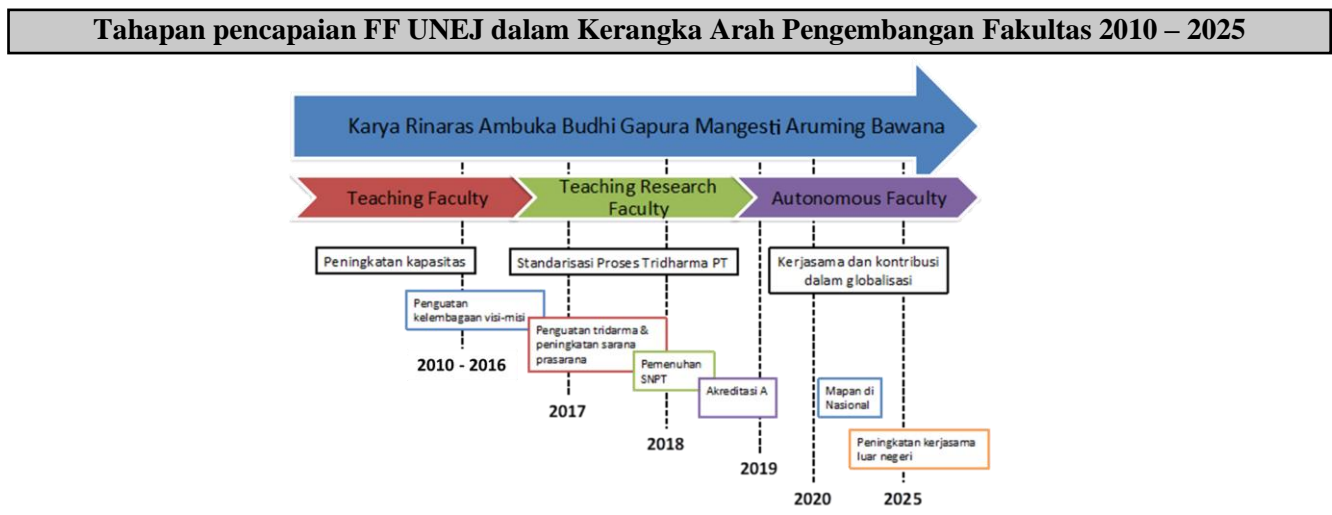 Tahapan pencapaian FF UNEJ dalam Kerangka Arah Pengembangan Fakultas 2010 – 2025
Karya Rinaras Ambuka Budhi Gapura Mangesti Aruming Bawana
Teaching Faculty
Teaching Research
Faculty
Autonomous Faculty
Peningkatan kapasitas
Standarisasi Proses Tridharma PT
Kerjasama dan kontribusi
dalam globalisasi
Penguatan
kelembagaan visi-misi
Penguatan tridarma &
peningkatan sarana
prasarana
Pemenuhan
SNPT
Akreditasi A
Mapan di
Nasional
Peningkatan kerjasama
luar negeri
2010 - 2016
2017
2018
2019
2020
2025